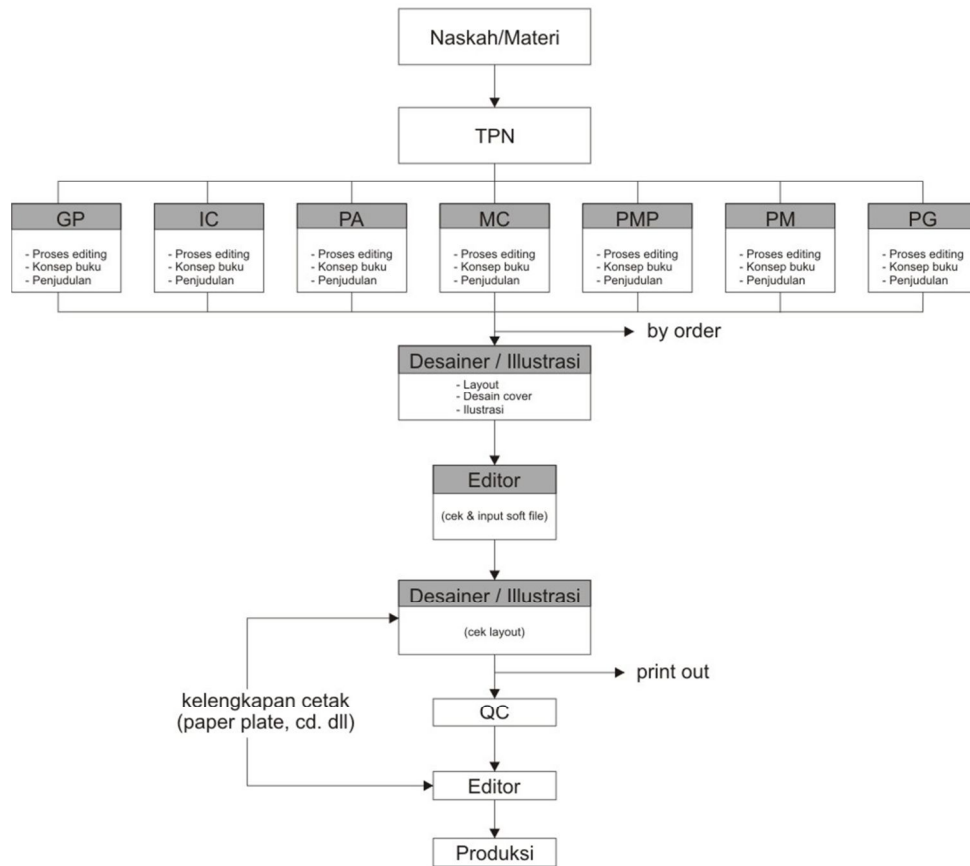 Naskah/Materi
TPN
GP
- Proses editing
- Konsep buku
- Penjudulan
IC
- Proses editing
- Konsep buku
- Penjudulan
PA
- Proses editing
- Konsep buku
- Penjudulan
MC
- Proses editing
- Konsep buku
- Penjudulan
PMP
- Proses editing
- Konsep buku
- Penjudulan
PM
- Proses editing
- Konsep buku
- Penjudulan
PG
- Proses editing
- Konsep buku
- Penjudulan
by order
Desainer / Illustrasi
- Layout
- Desain cover
- Ilustrasi
Editor
(cek & input soft file)
Desainer / Illustrasi
(cek layout)
print out
kelengkapan cetak
(paper plate, cd. dll)
QC
Editor
Produksi